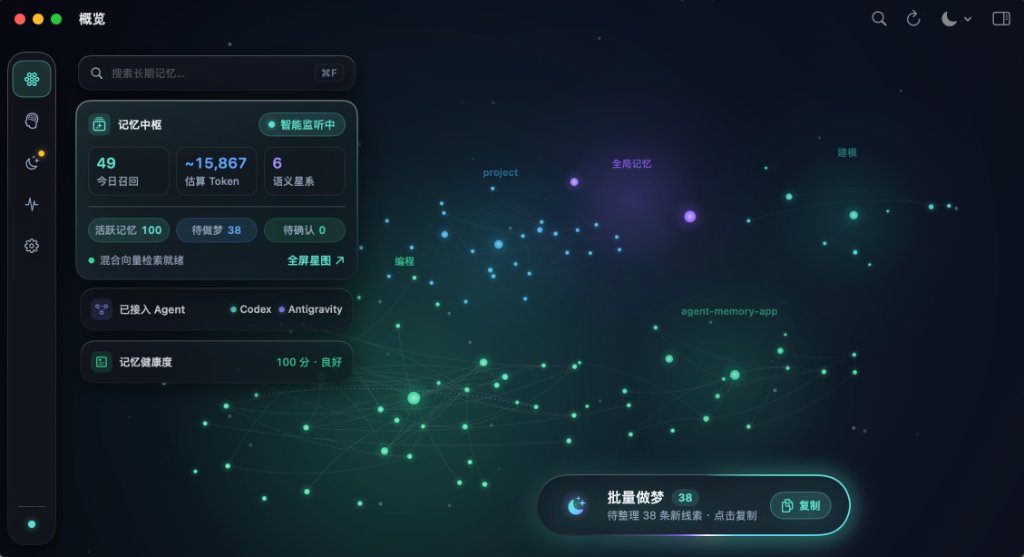 概览
搜索长期记忆... ⌘F
记忆中枢 智能监听中
49 ~15,867 6
今日召回 估算 Token 语义星系
活跃记忆 100 待做梦 38 待确认 0
混合向量检索就绪 全屏星图 ↗
已接入 Agent Codex Antigravity
记忆健康度 100 分 · 良好
project
全局记忆
建模
编程
agent-memory-app
批量做梦 38
待整理 38 条新线索 · 点击复制
复制